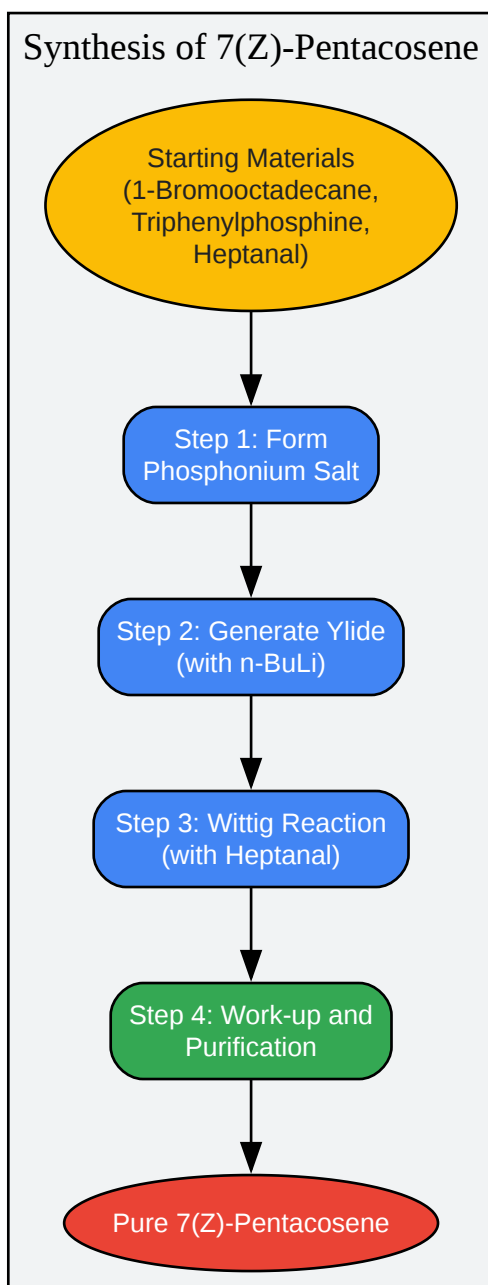 Synthesis of 7(Z)-Pentacosene
Starting Materials
(1-Bromooctadecane,
Triphenylphosphine,
Heptanal)
Step 1: Form
Phosphonium Salt
Step 2: Generate Ylide
(with n-BuLi)
Step 3: Wittig Reaction
(with Heptanal)
Step 4: Work-up and
Purification
Pure 7(Z)-Pentacosene